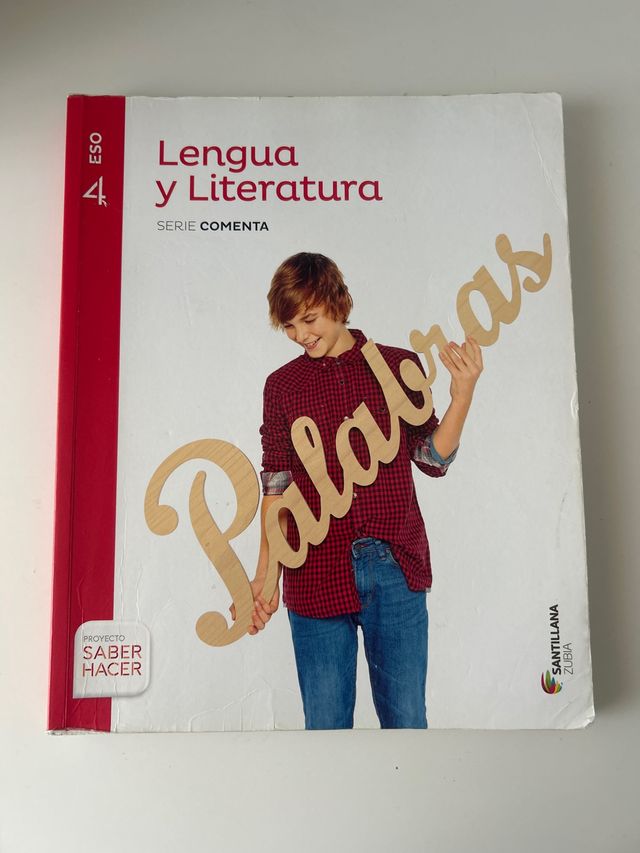 4 ESO
Lengua
y Literatura
SERIE COMENTA
Palabras
PROYECTO
SABER
HACER
SANTILLANA
ZUBIA